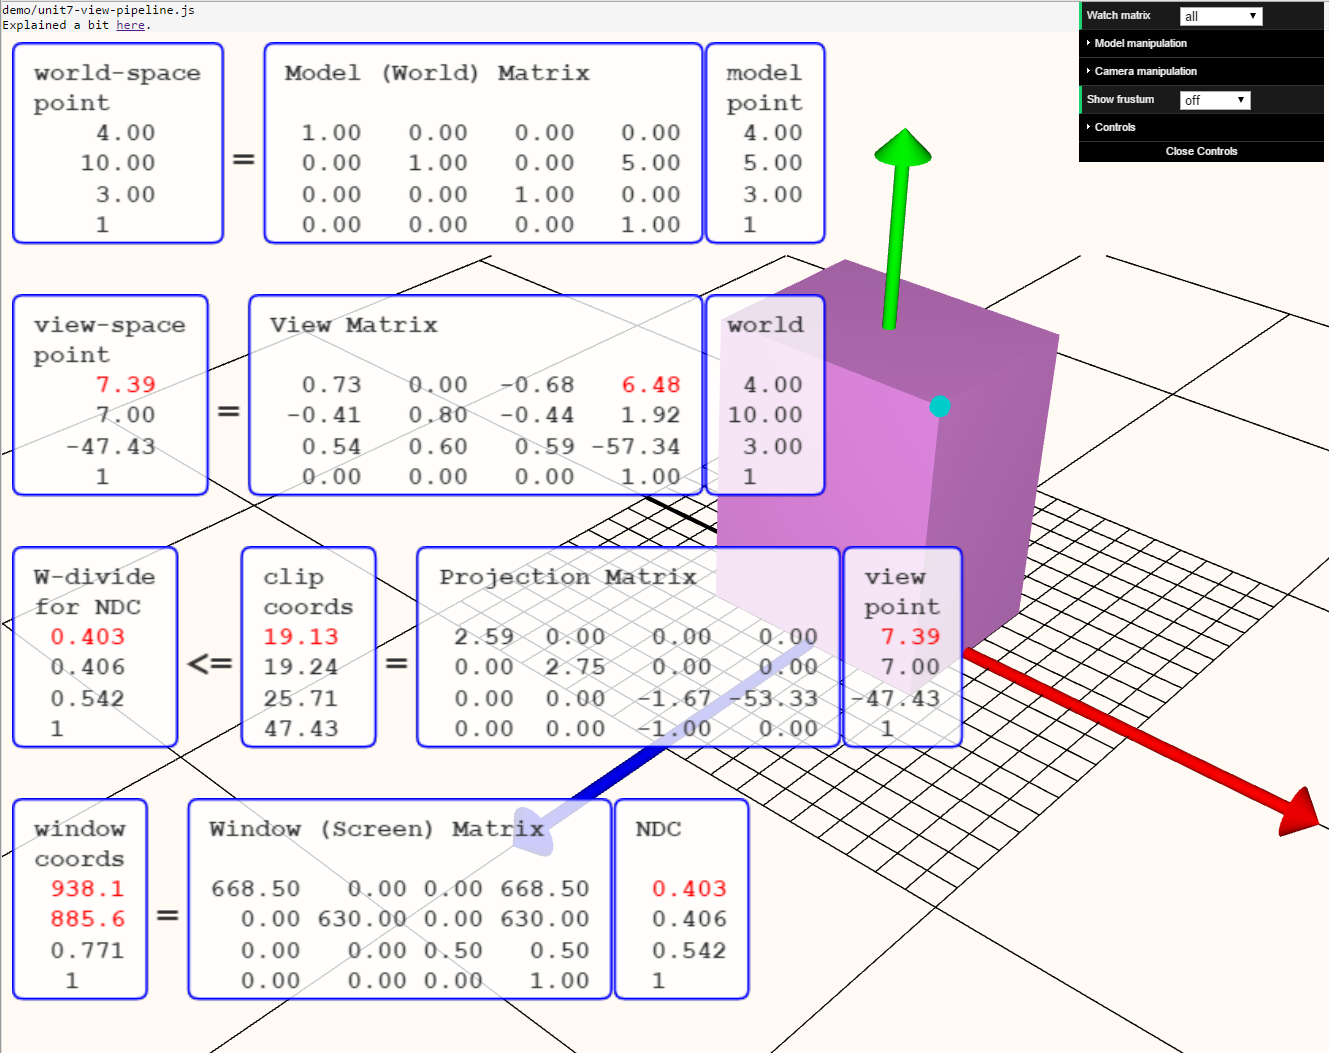 demo/unit7-view-pipeline.js
Explained a bit here.
Watch matrix all
Model manipulation
Camera manipulation
Show frustum off
Controls
Close Controls
world-space point
4.00
10.00
3.00
1
=
Model (World) Matrix
1.00 0.00 0.00 0.00
0.00 1.00 0.00 5.00
0.00 0.00 1.00 0.00
0.00 0.00 0.00 1.00
model point
4.00
5.00
3.00
1
view-space point
7.39
7.00
-47.43
1
=
View Matrix
0.73 0.00 -0.68 6.48
-0.41 0.80 -0.44 1.92
0.54 0.60 0.59 -57.34
0.00 0.00 0.00 1.00
world
4.00
10.00
3.00
1
W-divide for NDC
0.403
0.406
0.542
1
<=
clip coords
19.13
19.24
25.71
47.43
=
Projection Matrix
2.59 0.00 0.00 0.00
0.00 2.75 0.00 0.00
0.00 0.00 -1.67 -53.33
0.00 0.00 -1.00 0.00
view point
7.39
7.00
-47.43
1
window coords
938.1
885.6
0.771
1
=
Window (Screen) Matrix
668.50 0.00 0.00 668.50
0.00 630.00 0.00 630.00
0.00 0.00 0.50 0.50
0.00 0.00 0.00 1.00
NDC
0.403
0.406
0.542
1